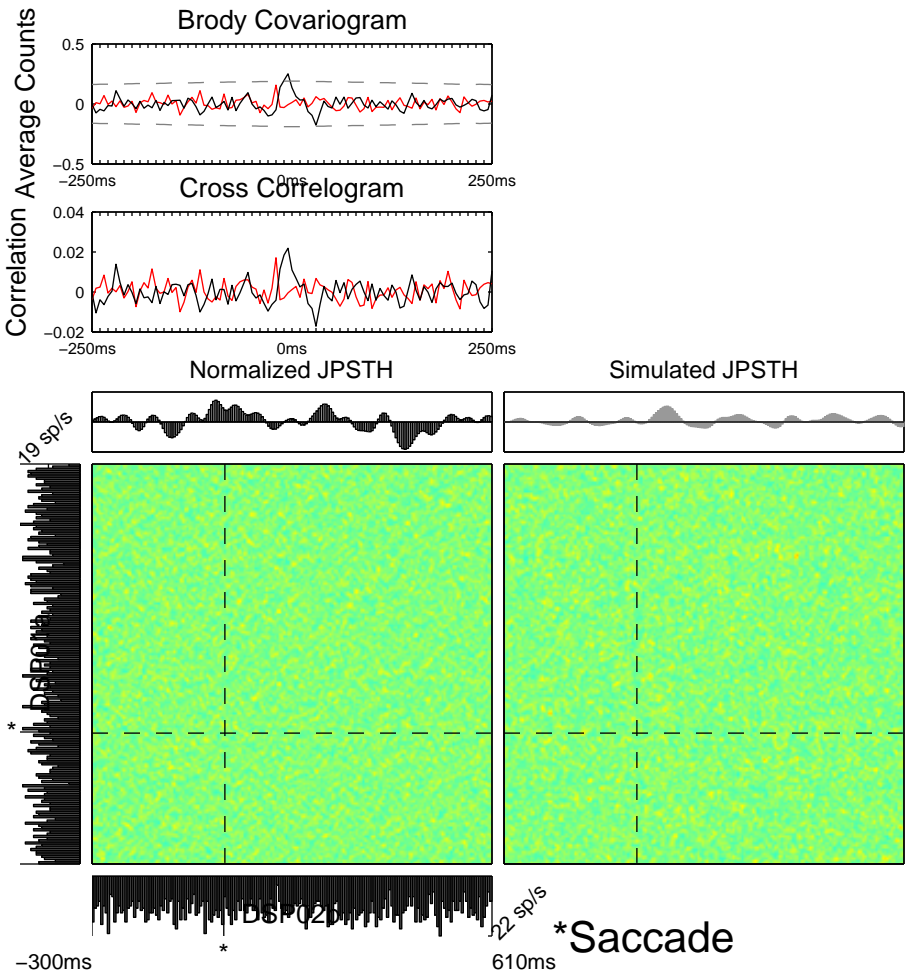 Brody Covariogram
Average Counts
0.5
0
−0.5
−250ms
0ms
250ms
Cross Correlogram
Correlation
0.04
0.02
0
−0.02
−250ms
0ms
250ms
Normalized JPSTH
Simulated JPSTH
19 sp/s
*
DSP02b
22 sp/s
*
*Saccade
−300ms
610ms